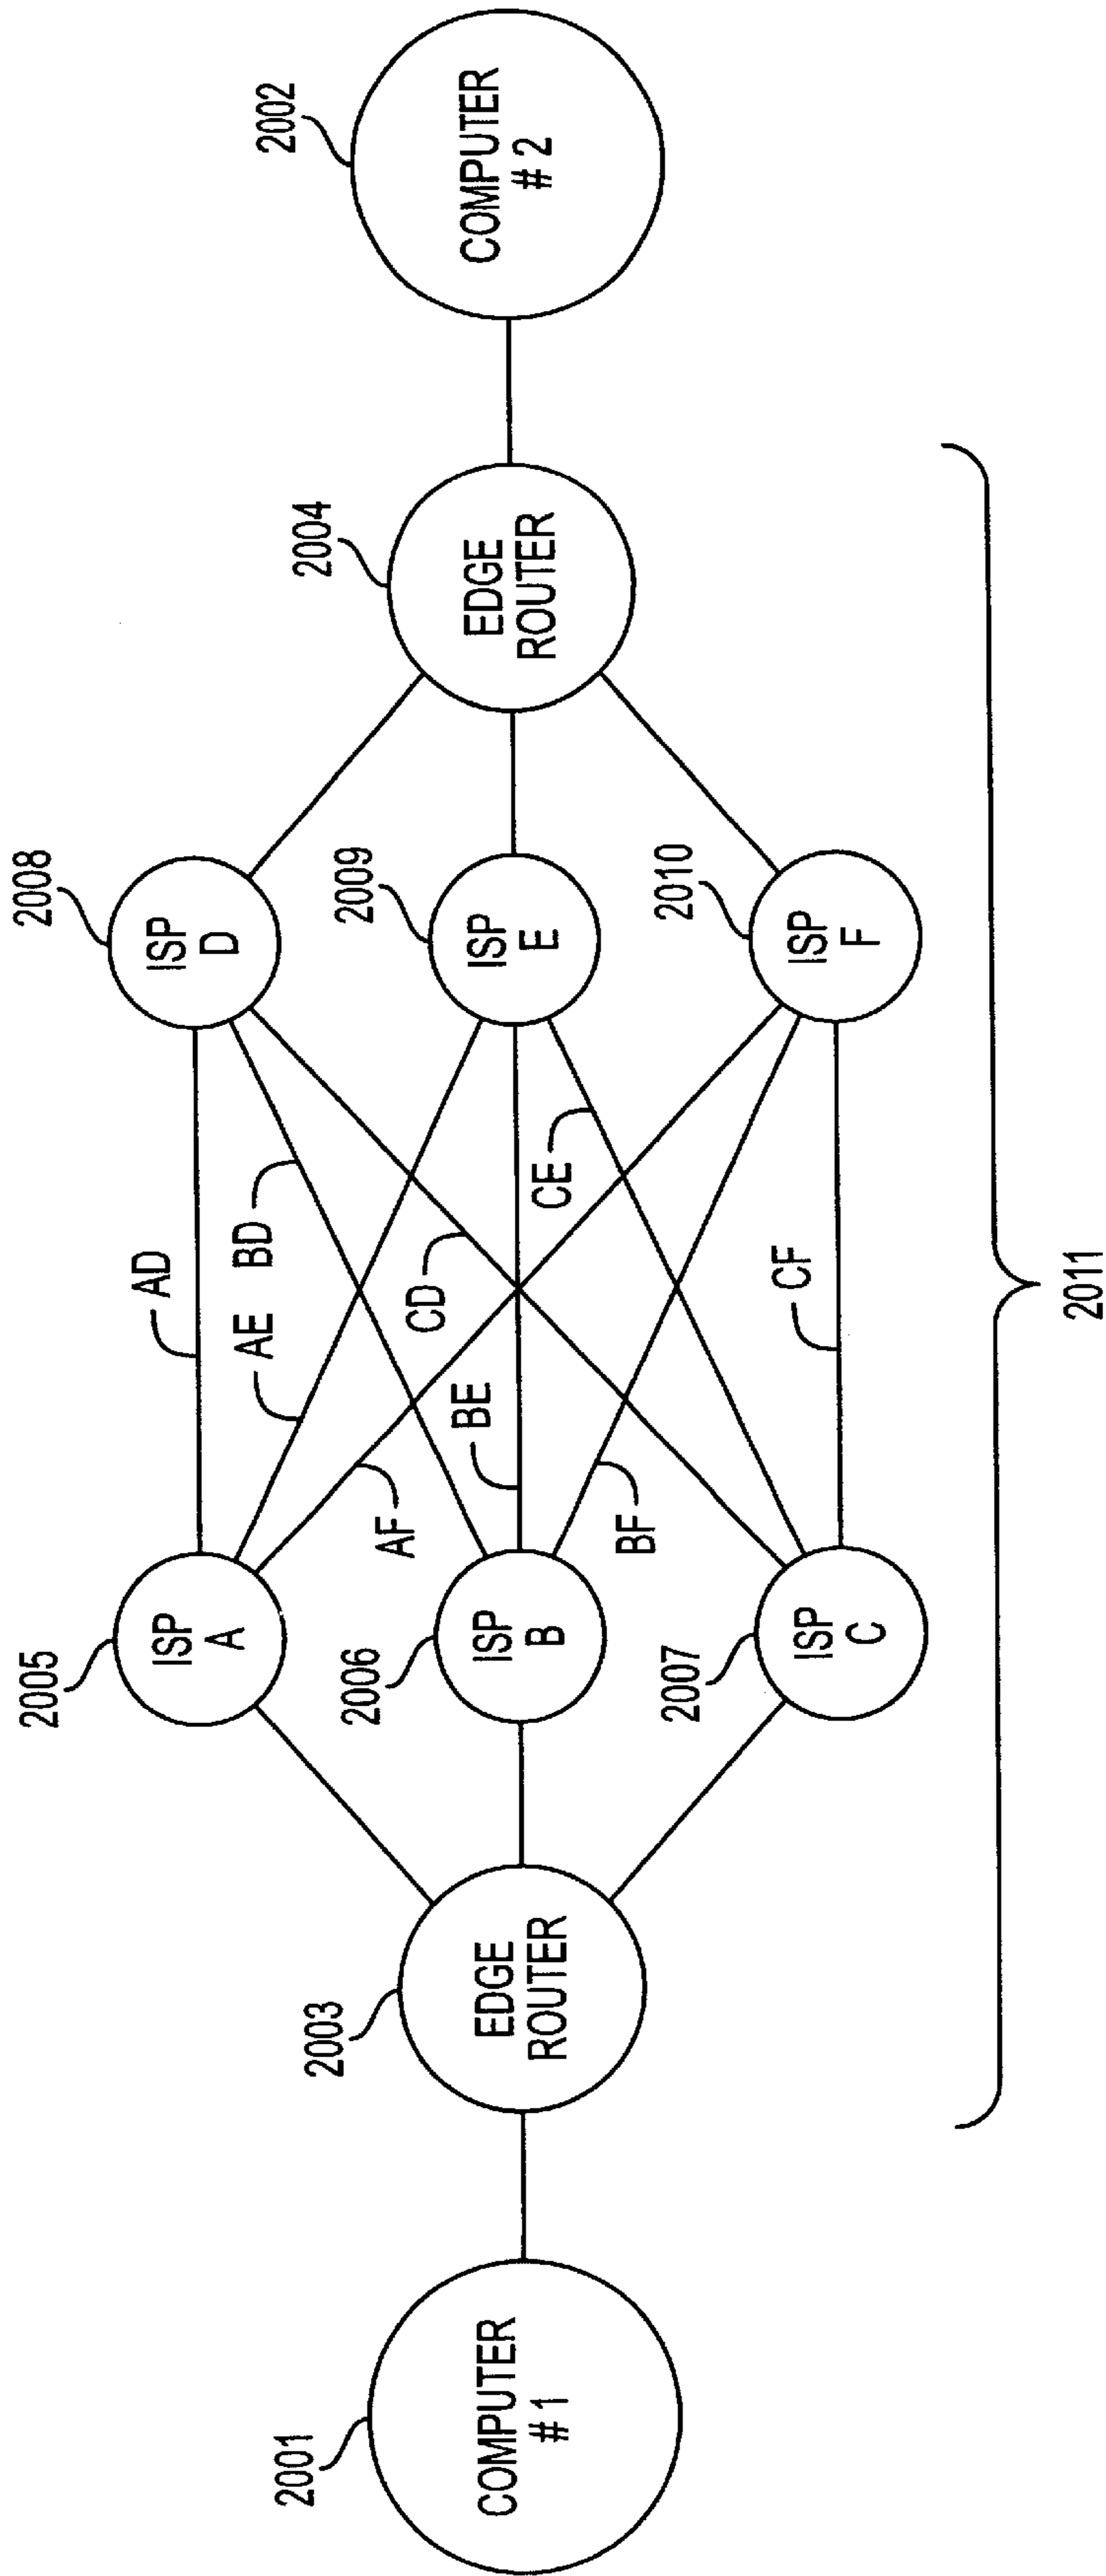 2001
COMPUTER
# 1
2003
EDGE
ROUTER
2005
ISP
A
2006
ISP
B
2007
ISP
C
AD
AE
BD
AF
CD
BE
CE
BF
CF
2008
ISP
D
2009
ISP
E
2010
ISP
F
2004
EDGE
ROUTER
2002
COMPUTER
# 2
2011